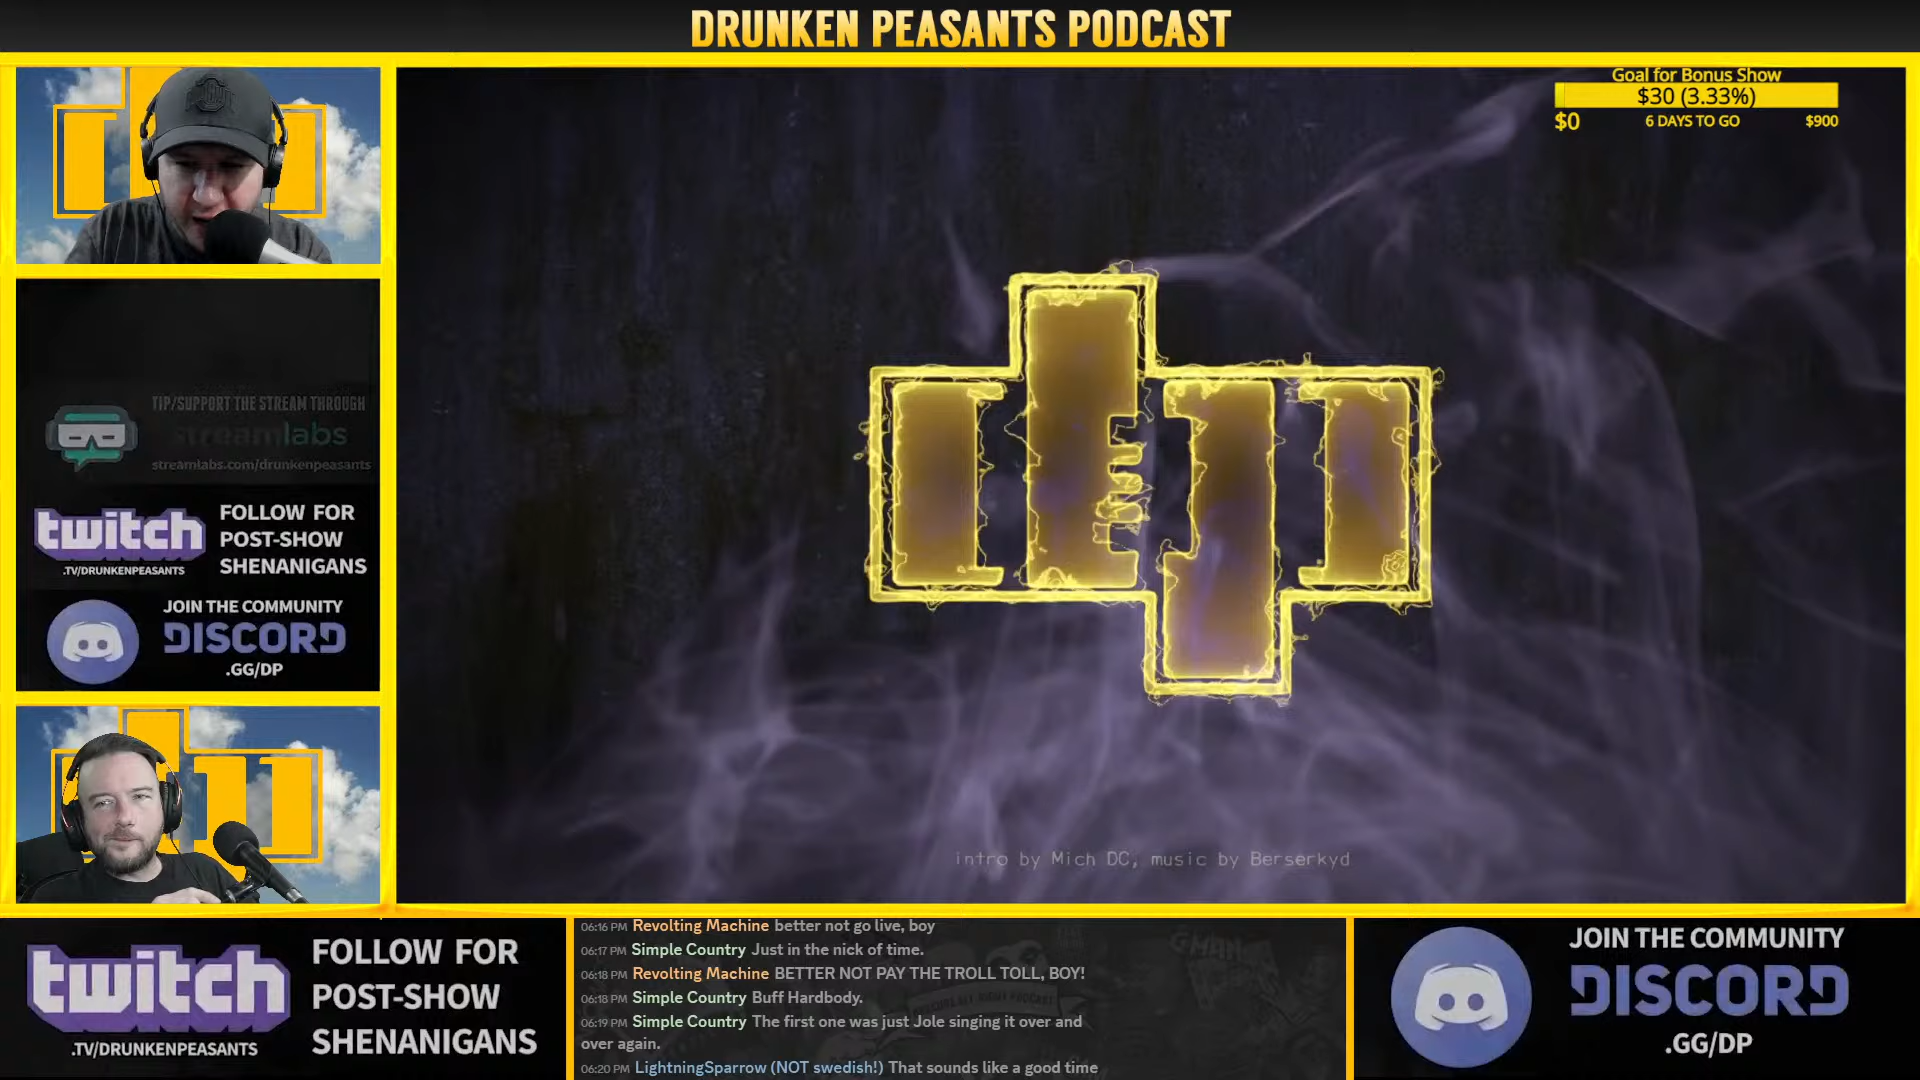 DRUNKEN PEASANTS PODCAST
Goal for Bonus Show
$30 (3.33%)
$0 6 DAYS TO GO $900
TIP/SUPPORT THE STREAM THROUGH
streamlabs
streamlabs.com/drunkenpeasants
twitch
.TV/DRUNKENPEASANTS
FOLLOW FOR
POST-SHOW
SHENANIGANS
JOIN THE COMMUNITY
DISCORD
.GG/DP
intro by Mich DC, music by Berserkyd
twitch
.TV/DRUNKENPEASANTS
FOLLOW FOR
POST-SHOW
SHENANIGANS
06:16 PM Revolting Machine better not go live, boy
06:17 PM Simple Country Just in the nick of time.
06:18 PM Revolting Machine BETTER NOT PAY THE TROLL TOLL, BOY!
06:18 PM Simple Country Buff Hardbody.
06:19 PM Simple Country The first one was just Jole singing it over and
over again.
06:20 PM LightningSparrow (NOT swedish!) That sounds like a good time
JOIN THE COMMUNITY
DISCORD
.GG/DP